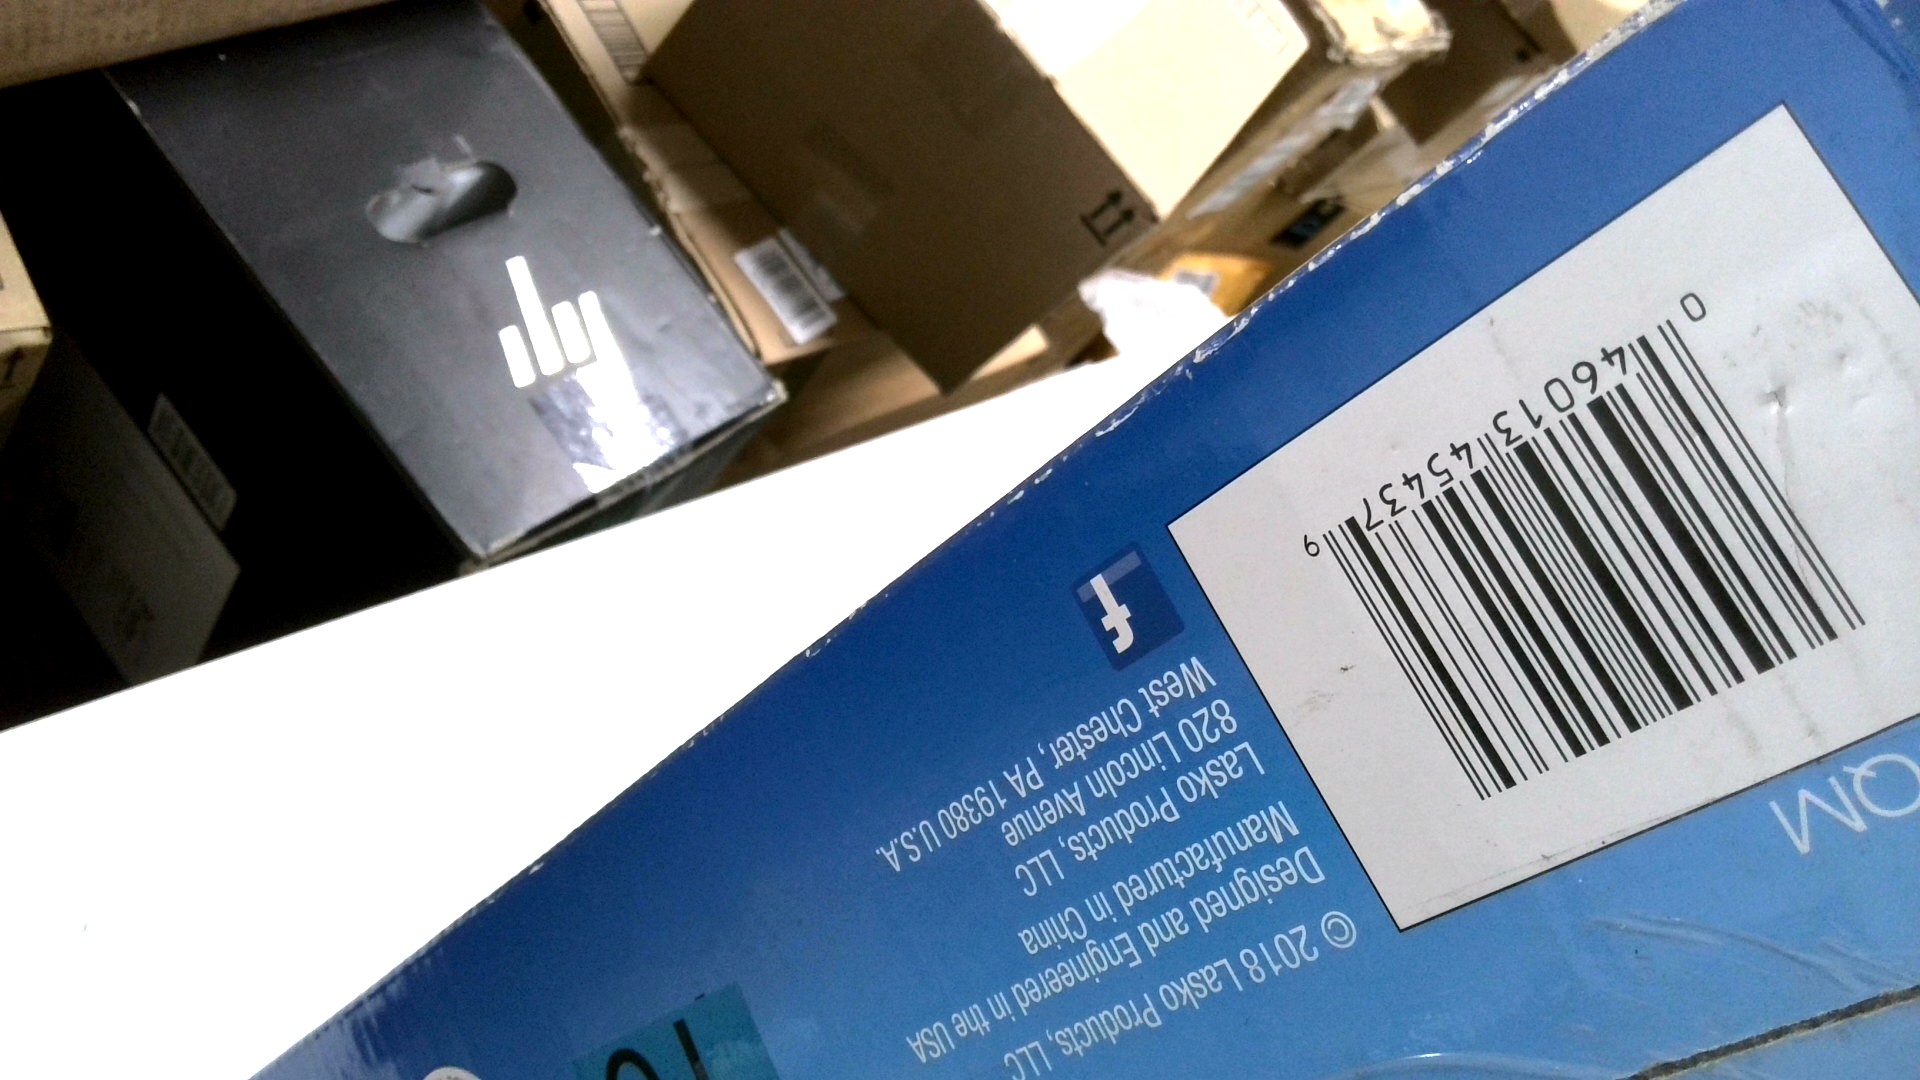 © 2018 Lasko Products, LLC
Designed and Engineered in the USA
Manufactured in China
Lasko Products, LLC
820 Lincoln Avenue
West Chester, PA 19380 U.S.A.
f
0 46013 45437 9